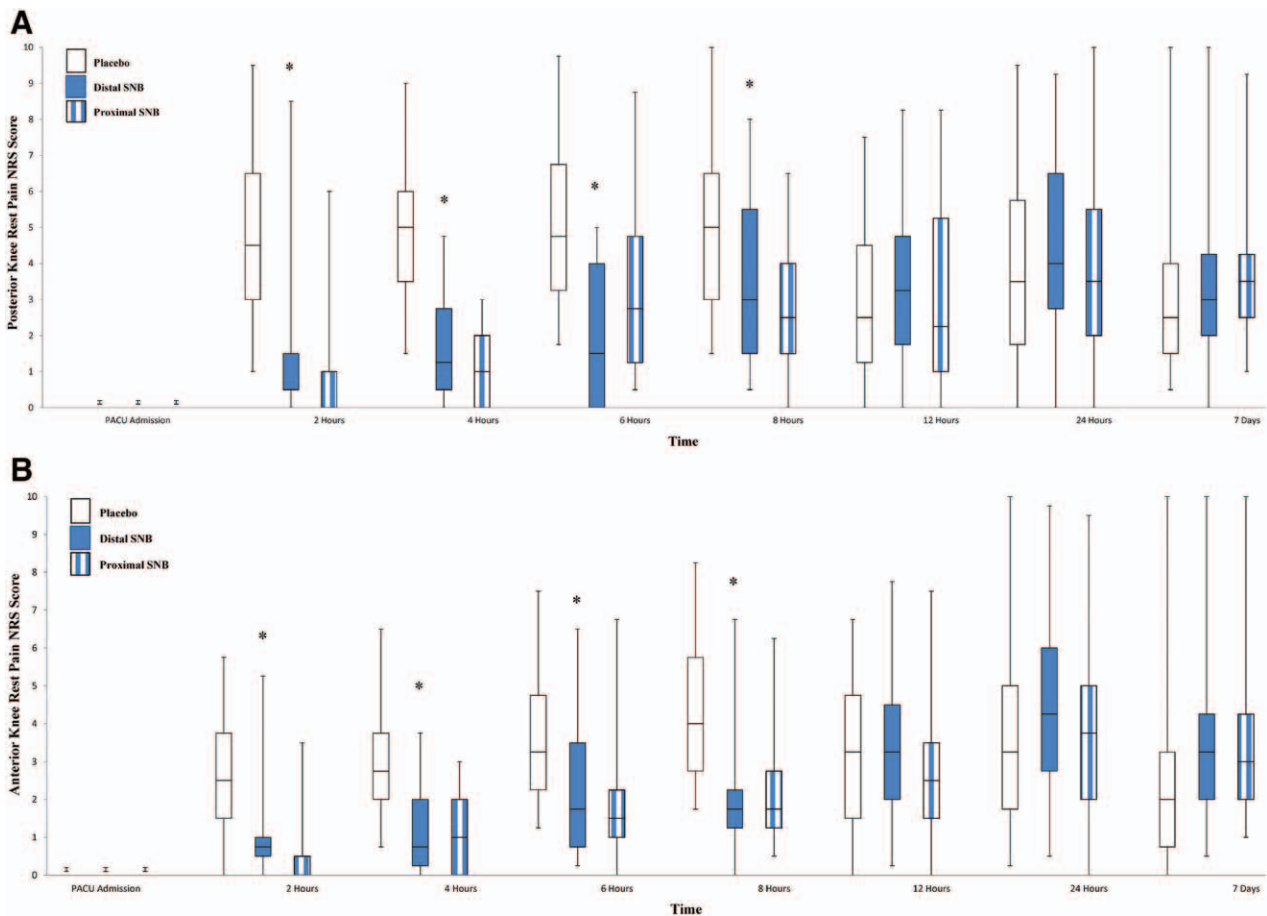 A
Posterior Knee Rest Pain NRS Score
10
9
8
7
6
5
4
3
2
1
0
Placebo
Distal SNB
Proximal SNB
*
*
*
*
PACU Admission
2 Hours
4 Hours
6 Hours
8 Hours
12 Hours
24 Hours
7 Days
Time
B
Anterior Knee Rest Pain NRS Score
10
9
8
7
6
5
4
3
2
1
0
Placebo
Distal SNB
Proximal SNB
*
*
*
*
PACU Admission
2 Hours
4 Hours
6 Hours
8 Hours
12 Hours
24 Hours
7 Days
Time